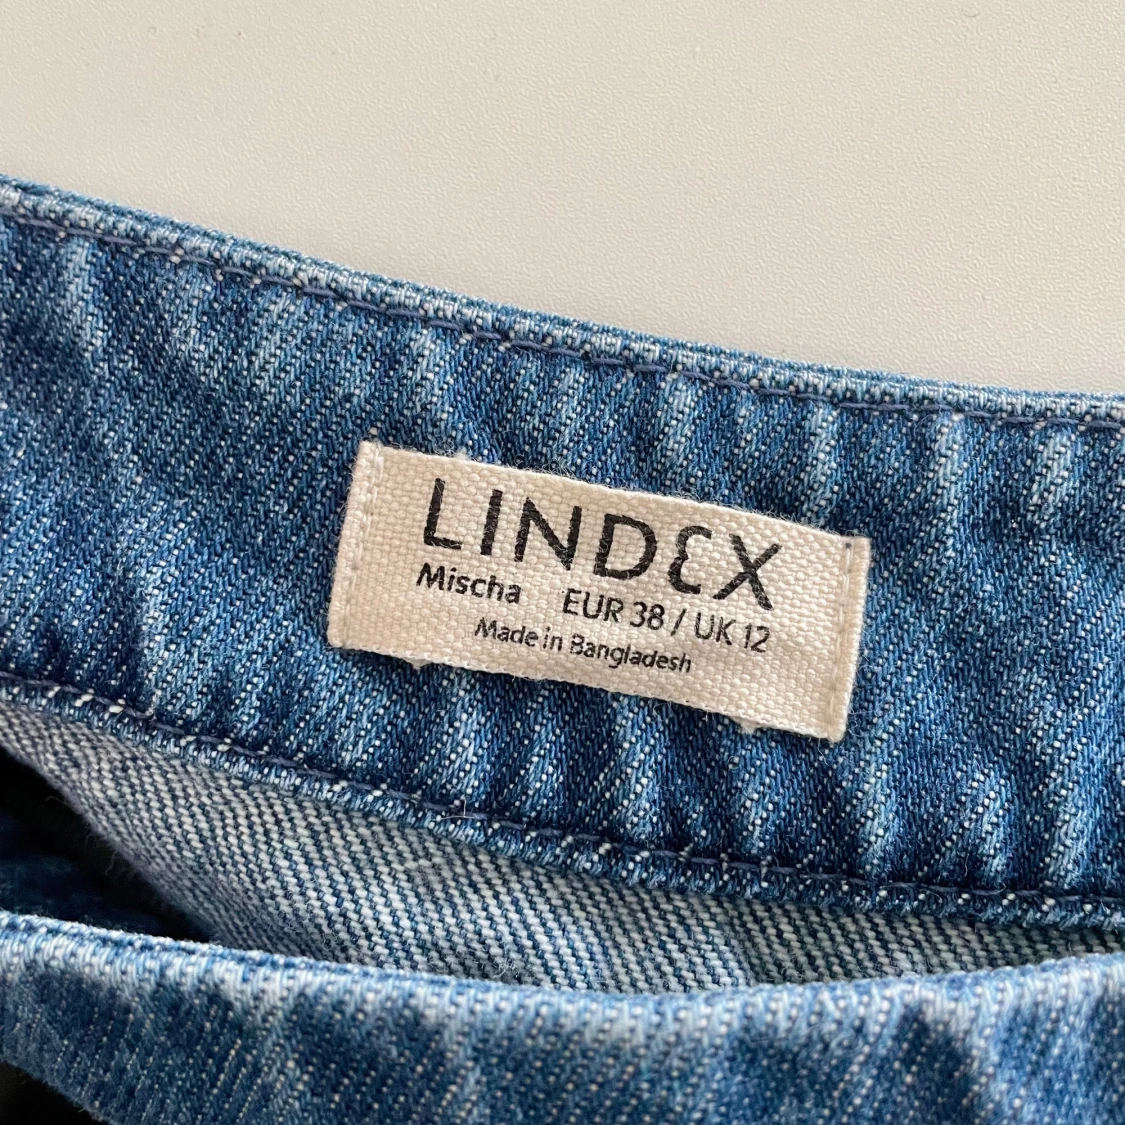 LINDEX
Mischa EUR 38 / UK 12
Made in Bangladesh